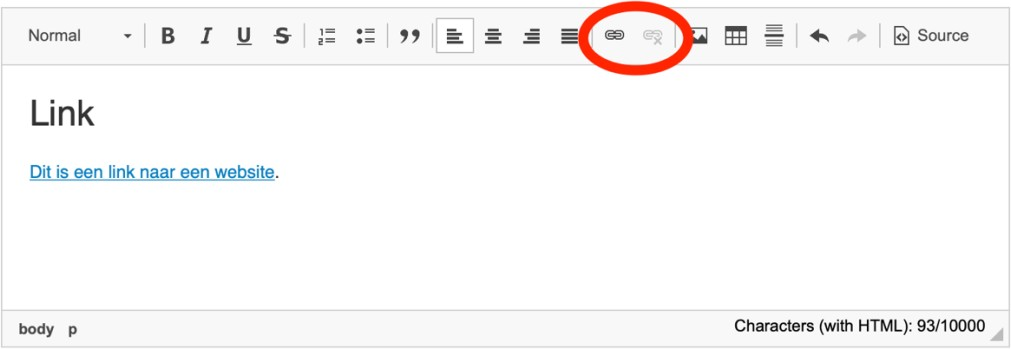 Normal B I U S Source
Link
Dit is een link naar een website.
body p Characters (with HTML): 93/10000